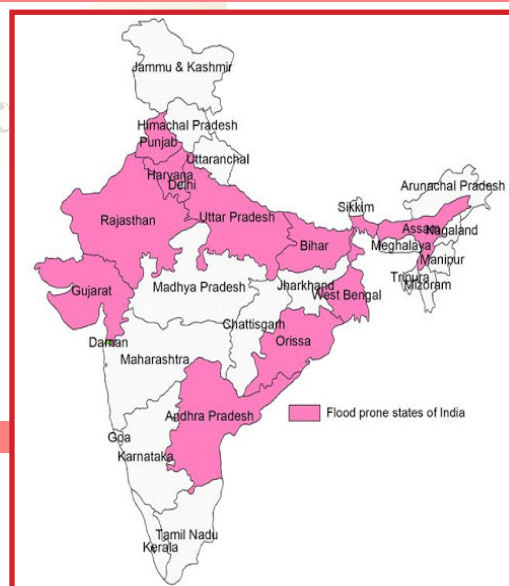 Jammu & Kashmir
Himachal Pradesh
Punjab
Uttaranchal
Haryana
Delhi
Arunachal Pradesh
Sikkim
Rajasthan
Uttar Pradesh
Assam
Nagaland
Bihar
Meghalaya
Manipur
Tripura
Mizoram
Gujarat
Madhya Pradesh
Jharkhand
West Bengal
Chattisgarh
Orissa
Daman
Maharashtra
Andhra Pradesh
Flood prone states of India
Goa
Karnataka
Tamil Nadu
Kerala